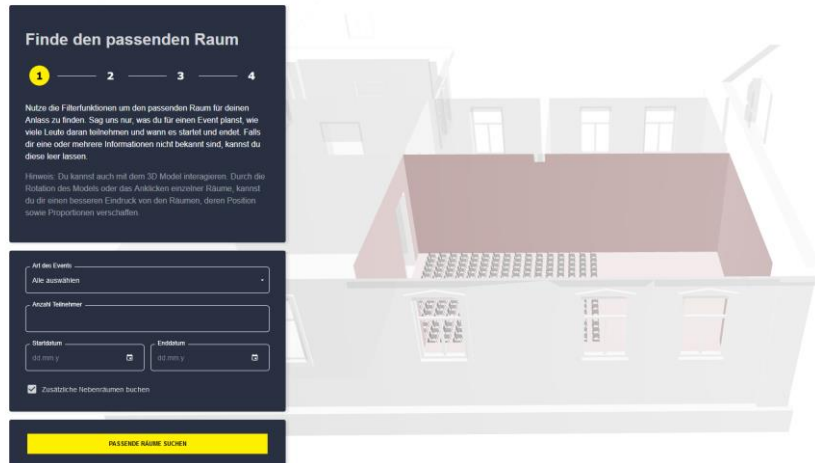 Finde den passenden Raum
1 2 3 4
Nutze die Filterfunktionen um den passenden Raum für deinen
Anlass zu finden. Sag uns nur, was du für einen Event planst, wie
viele Leute daran teilnehmen und wann es startet und endet. Falls
dir eine oder mehrere Informationen nicht bekannt sind, kannst du
diese leer lassen.
Hinweis: Du kannst auch mit dem 3D Model interagieren. Durch die
Rotation des Models oder das Anklicken einzelner Räume, kannst
du dir einen besseren Eindruck von den Räumen, deren Position
sowie Proportionen verschaffen.
Art des Events
Alle auswählen
Anzahl Teilnehmer
Startdatum Enddatum
dd.mm.y dd.mm.y
Zusätzliche Nebenräumen buchen
PASSENDE RÄUME SUCHEN